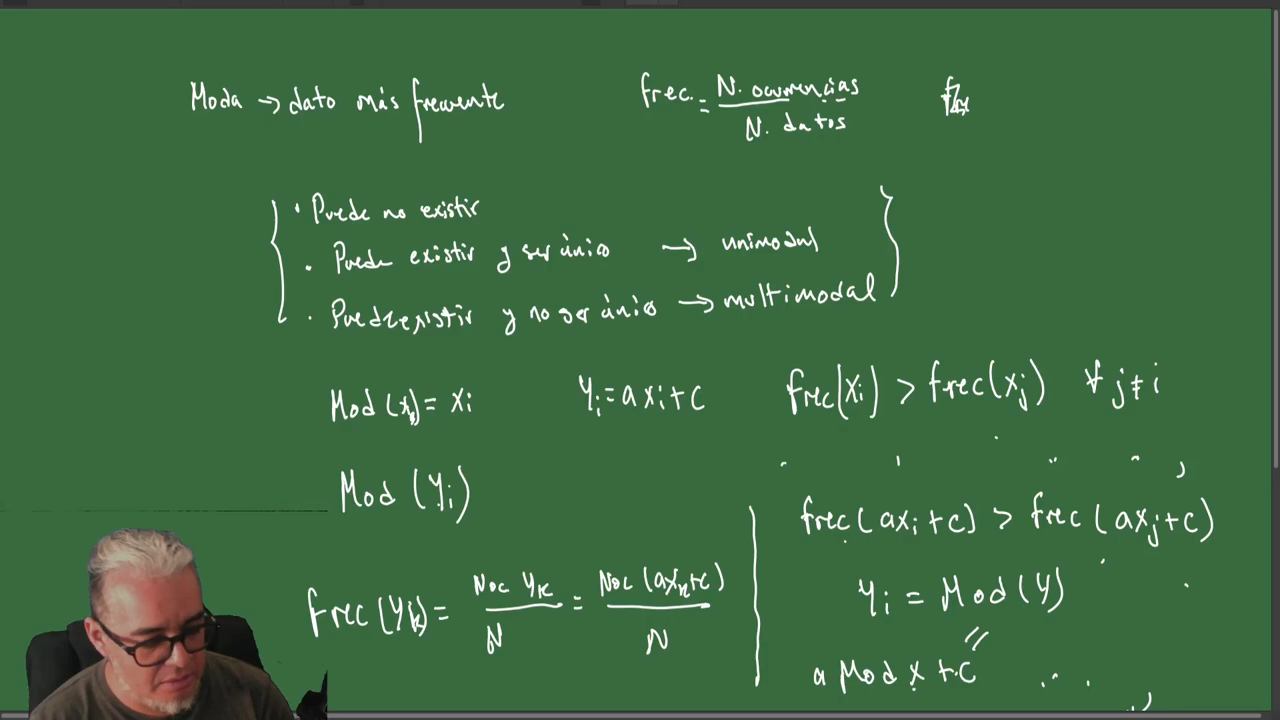 Moda → dato más frecuente
frec. = N. ocurrencias / N. datos
· Puede no existir
· Puede existir y ser único → unimodal
· Puede existir y no ser único → multimodal
Mod (x) = xi
Yi = a xi + c
frec(xi) > frec(xj) ∀ j ≠ i
Mod (Yi)
frec (Yk) = Noc Yk / N = Noc (axk+c) / N
frec (axi + c) > frec (axj + c)
Yi = Mod (Y)
"
a Mod x + c